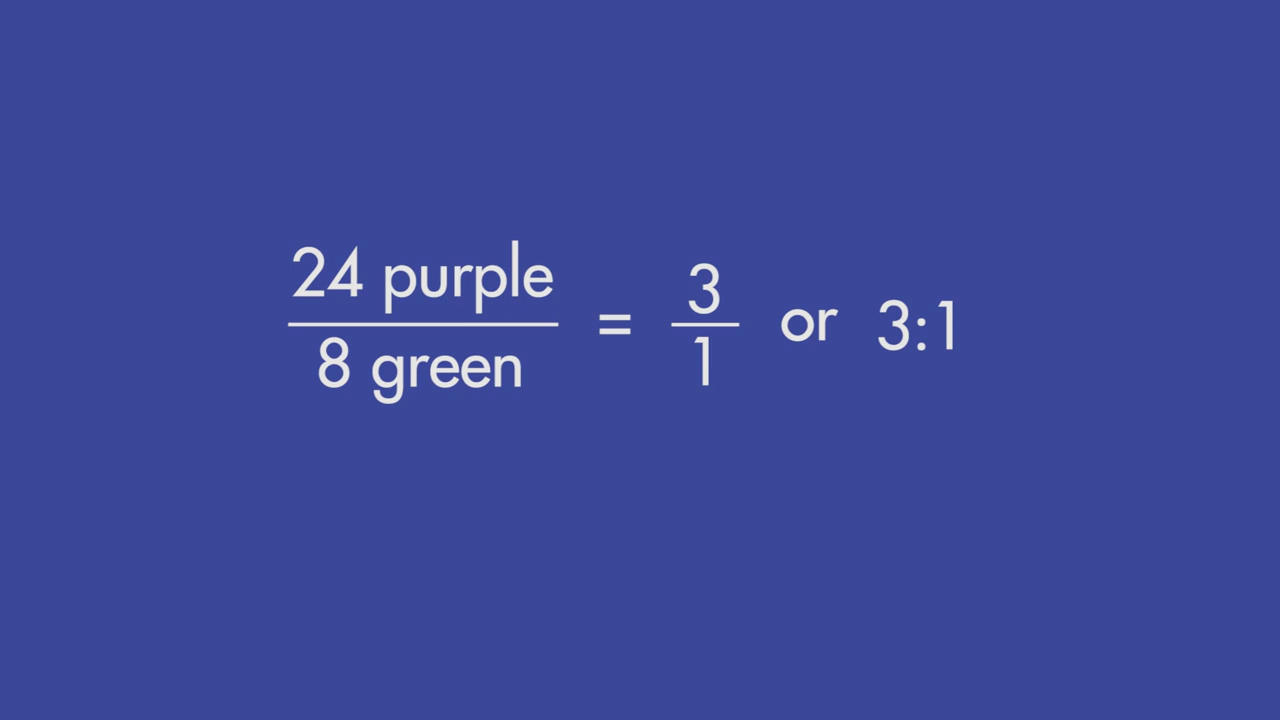 24 purple
8 green
=
3
1
or 3:1